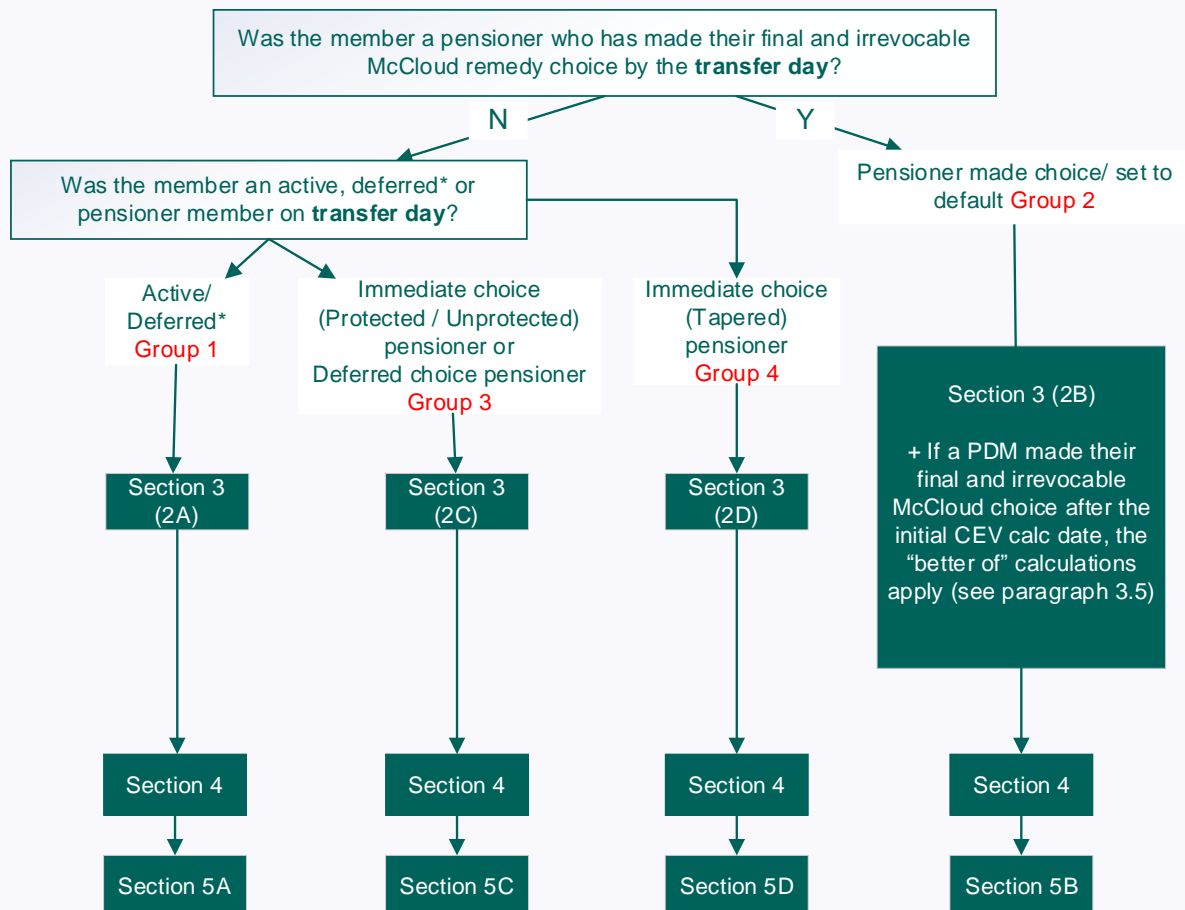 Was the member a pensioner who has made their final and irrevocable
McCloud remedy choice by the transfer day?
N
Y
Was the member an active, deferred* or
pensioner member on transfer day?
Pensioner made choice/ set to
default Group 2
Active/
Deferred*
Group 1
Immediate choice
(Protected / Unprotected)
pensioner or
Deferred choice pensioner
Group 3
Immediate choice
(Tapered)
pensioner
Group 4
Section 3
(2A)
Section 3
(2C)
Section 3
(2D)
Section 3 (2B)
+ If a PDM made their
final and irrevocable
McCloud choice after the
initial CEV calc date, the
“better of” calculations
apply (see paragraph 3.5)
Section 4
Section 4
Section 4
Section 4
Section 5A
Section 5C
Section 5D
Section 5B